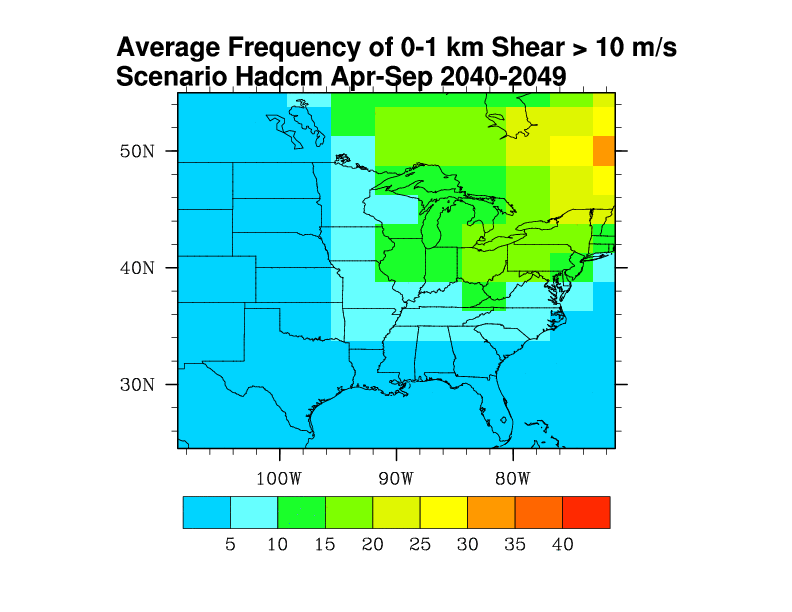 Average Frequency of 0-1 km Shear > 10 m/s
Scenario Hadcm Apr-Sep 2040-2049
50N
40N
30N
100W 90W 80W
5 10 15 20 25 30 35 40